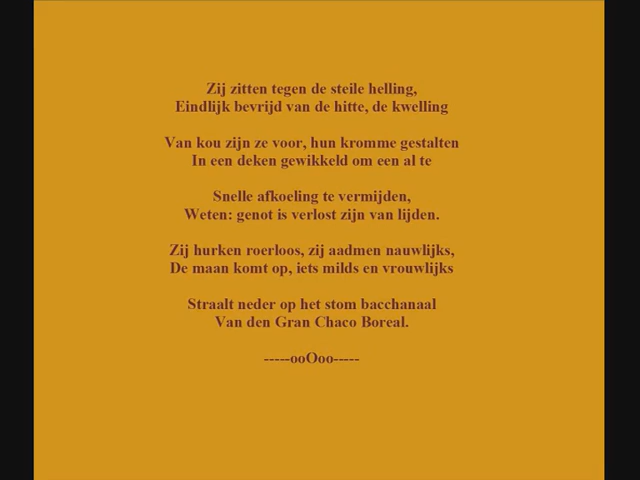 Zij zitten tegen de steile helling,
Eindlijk bevrijd van de hitte, de kwelling
Van kou zijn ze voor, hun kromme gestalten
In een deken gewikkeld om een al te
Snelle afkoeling te vermijden,
Weten: genot is verlost zijn van lijden.
Zij hurken roerloos, zij aadmen nauwlijks,
De maan komt op, iets milds en vrouwlijks
Straalt neder op het stom bacchanaal
Van den Gran Chaco Boreal.
-----ooOoo-----